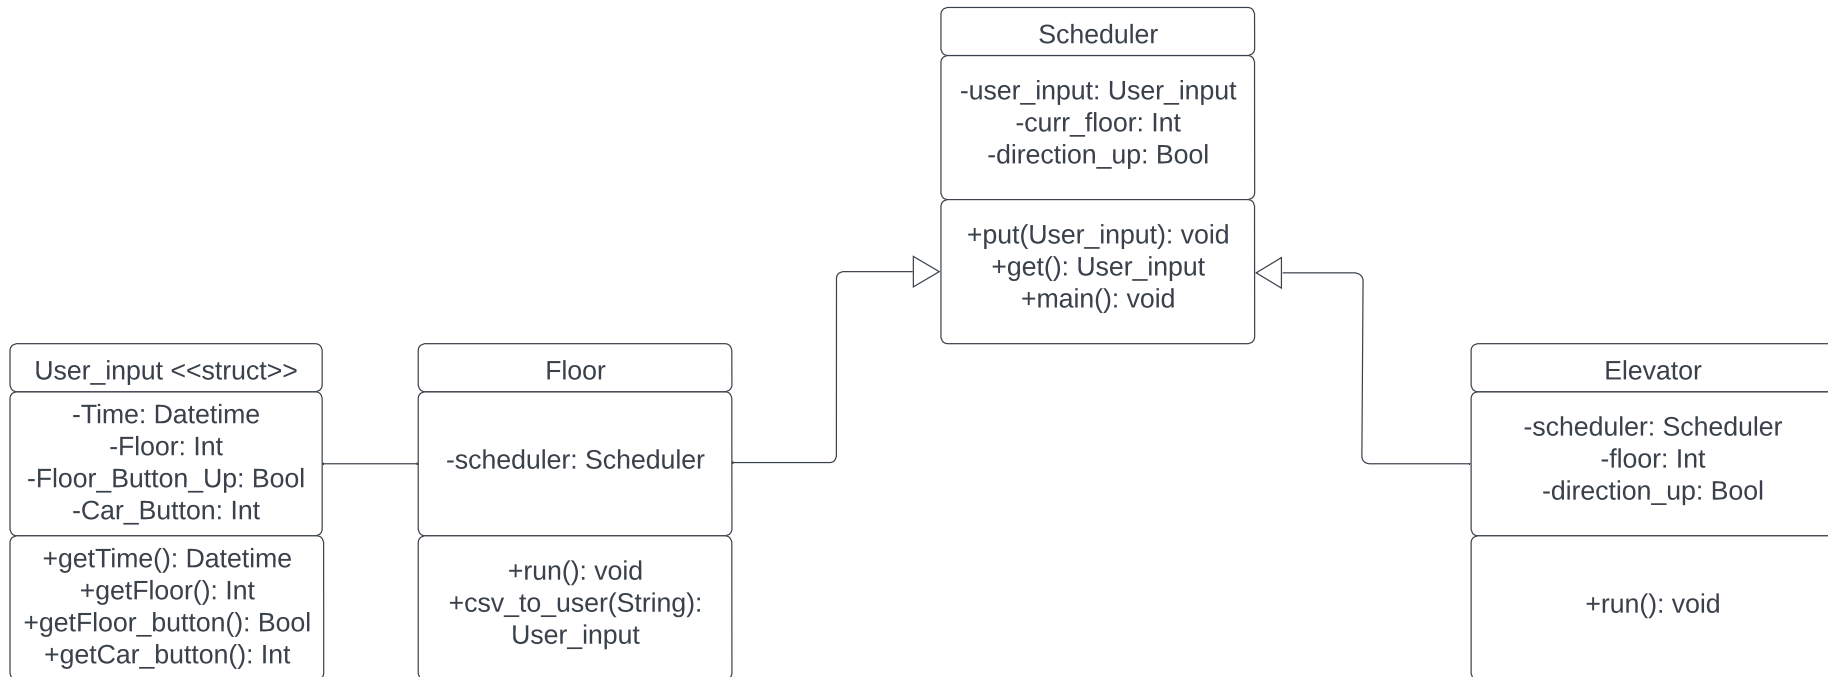 Scheduler
-user_input: User_input
-curr_floor: Int
-direction_up: Bool
+put(User_input): void
+get(): User_input
+main(): void
User_input <<struct>>
-Time: Datetime
-Floor: Int
-Floor_Button_Up: Bool
-Car_Button: Int
+getTime(): Datetime
+getFloor(): Int
+getFloor_button(): Bool
+getCar_button(): Int
Floor
-scheduler: Scheduler
+run(): void
+csv_to_user(String):
User_input
Elevator
-scheduler: Scheduler
-floor: Int
-direction_up: Bool
+run(): void